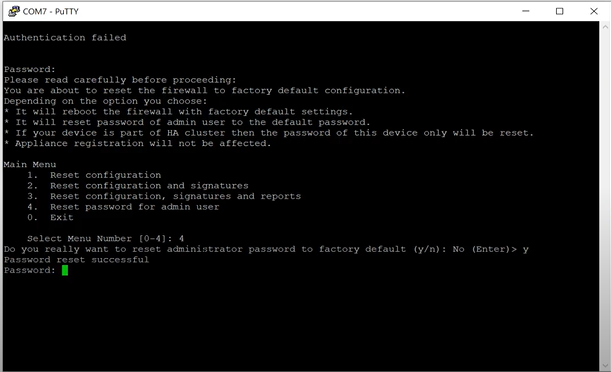 COM7 - PuTTY
Authentication failed
Password:
Please read carefully before proceeding:
You are about to reset the firewall to factory default configuration.
Depending on the option you choose:
* It will reboot the firewall with factory default settings.
* It will reset password of admin user to the default password.
* If your device is part of HA cluster then the password of this device only will be reset.
* Appliance registration will not be affected.
Main Menu
1. Reset configuration
2. Reset configuration and signatures
3. Reset configuration, signatures and reports
4. Reset password for admin user
0. Exit
Select Menu Number [0-4]: 4
Do you really want to reset administrator password to factory default (y/n): No (Enter)> y
Password reset successful
Password: